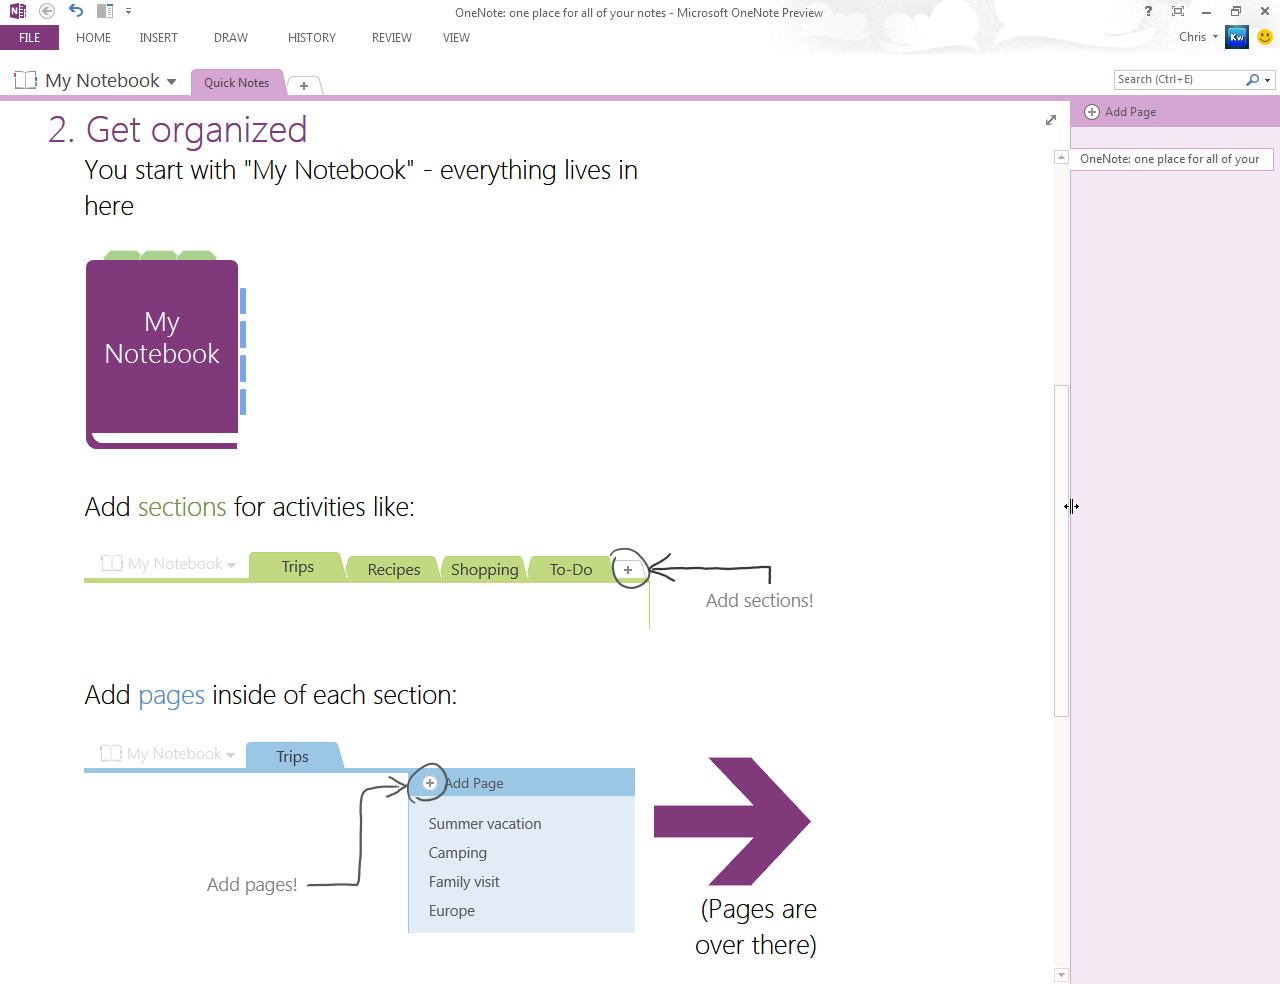 OneNote: one place for all of your notes - Microsoft OneNote Preview
FILE HOME INSERT DRAW HISTORY REVIEW VIEW
Chris Kw
My Notebook
Quick Notes
Search (Ctrl+E)
Add Page
OneNote: one place for all of your
2. Get organized
You start with "My Notebook" - everything lives in
here
My
Notebook
Add sections for activities like:
My Notebook Trips Recipes Shopping To-Do
Add sections!
Add pages inside of each section:
My Notebook Trips
Add Page
Summer vacation
Camping
Family visit
Europe
Add pages!
(Pages are
over there)